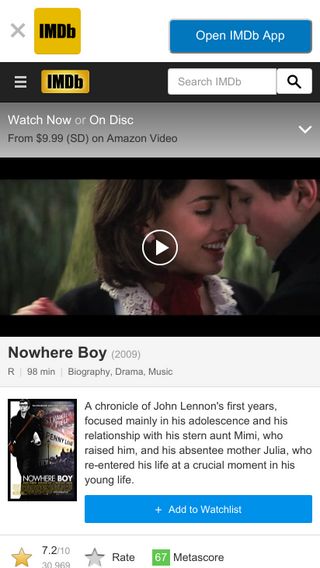 IMDb
Open IMDb App
IMDb
Search IMDb
Watch Now or On Disc
From $9.99 (SD) on Amazon Video
Nowhere Boy (2009)
R | 98 min | Biography, Drama, Music
PENNY LANE
NOWHERE BOY
A chronicle of John Lennon's first years,
focused mainly in his adolescence and his
relationship with his stern aunt Mimi, who
raised him, and his absentee mother Julia, who
re-entered his life at a crucial moment in his
young life.
+ Add to Watchlist
7.2/10
30,969
Rate
67 Metascore